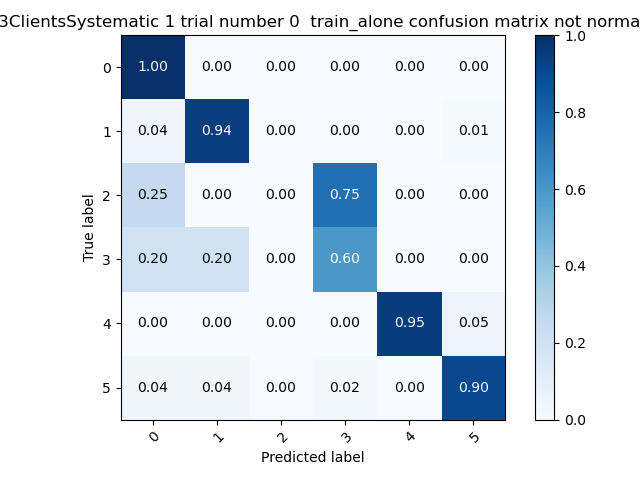 3ClientsSystematic 1 trial number 0 train_alone confusion matrix not norma
0 1.00 0.00 0.00 0.00 0.00 0.00
1 0.04 0.94 0.00 0.00 0.00 0.01
2 0.25 0.00 0.00 0.75 0.00 0.00
3 0.20 0.20 0.00 0.60 0.00 0.00
4 0.00 0.00 0.00 0.00 0.95 0.05
5 0.04 0.04 0.00 0.02 0.00 0.90
0 1 2 3 4 5
True label
Predicted label
1.0
0.8
0.6
0.4
0.2
0.0